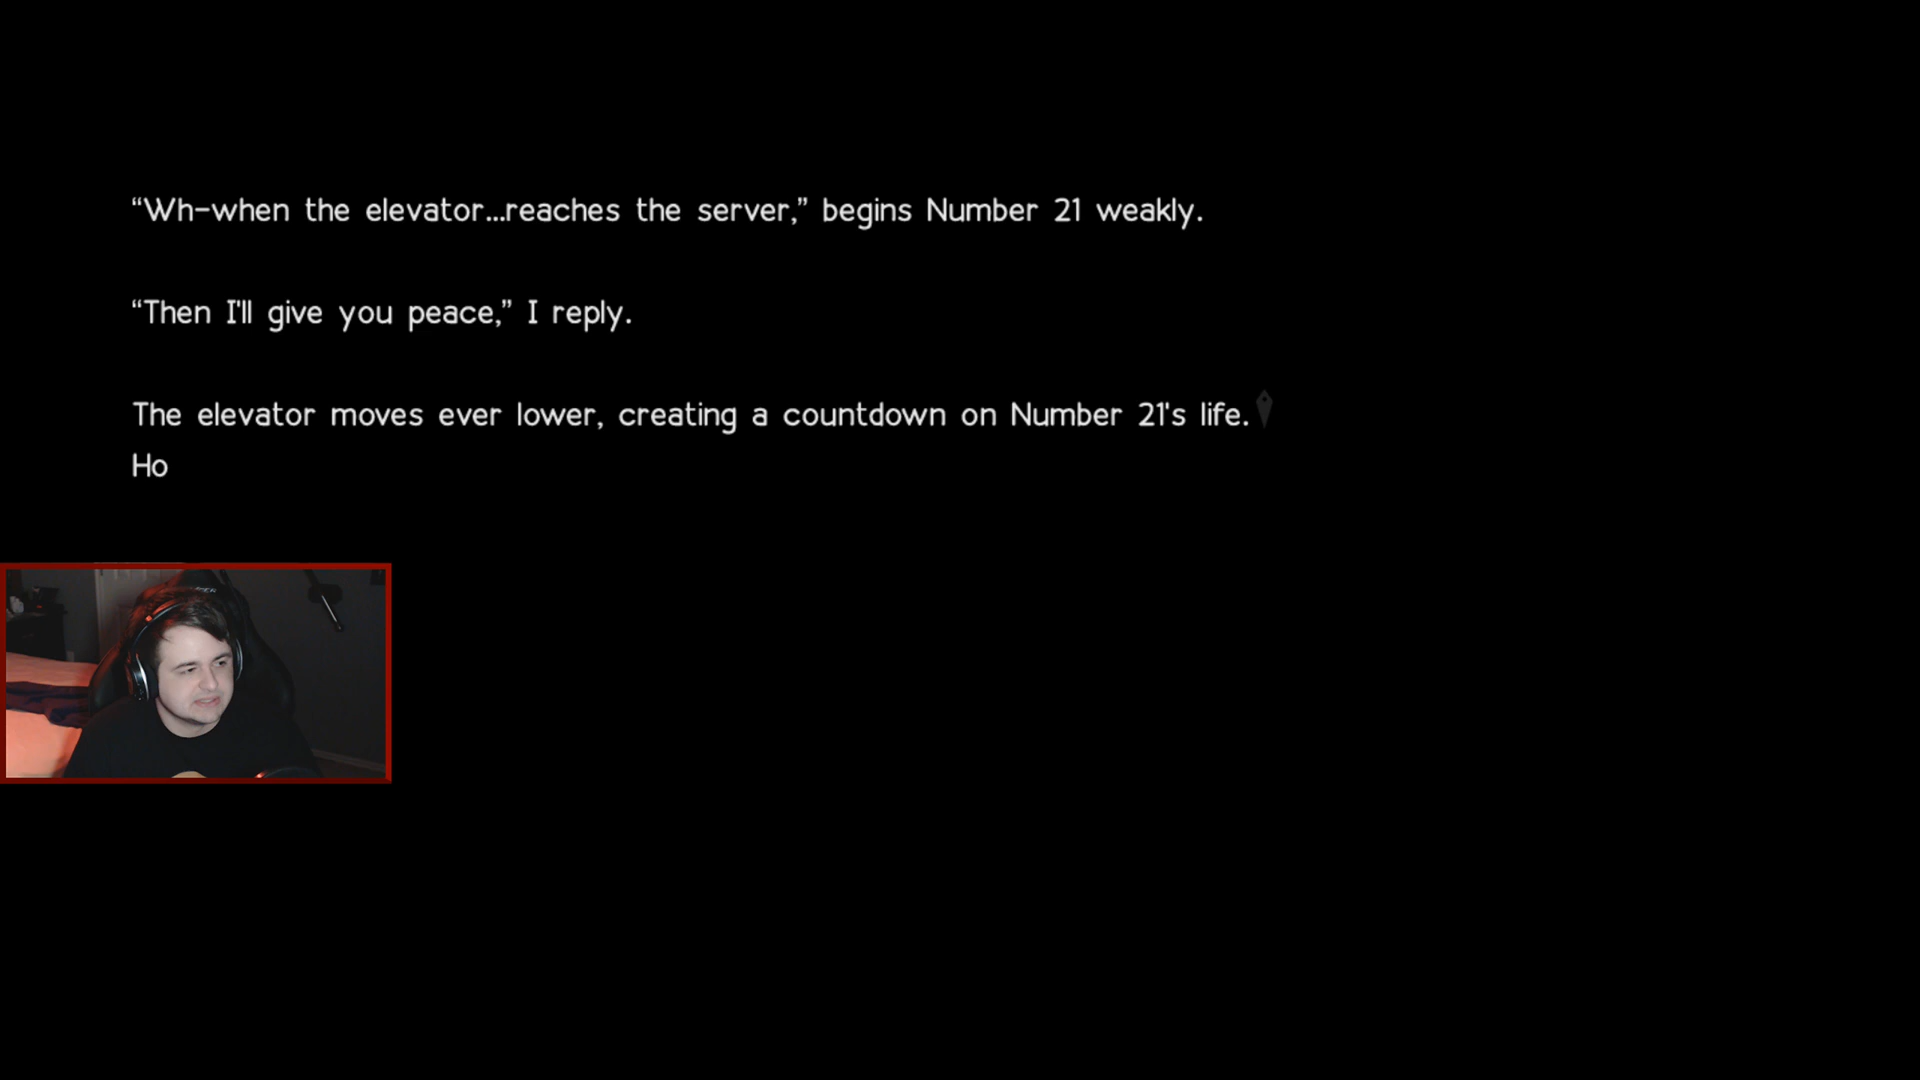 “Wh-when the elevator...reaches the server,” begins Number 21 weakly.
“Then I'll give you peace,” I reply.
The elevator moves ever lower, creating a countdown on Number 21's life.
Ho